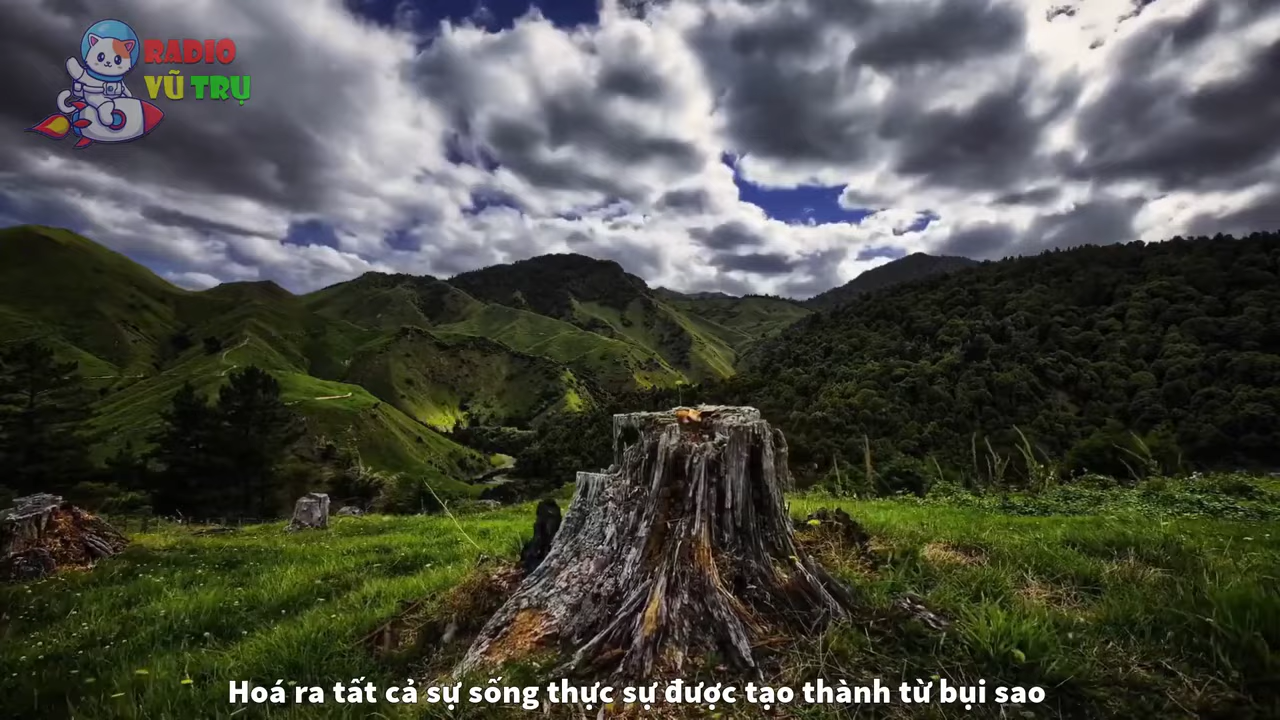 RADIO
VŨ TRỤ
Hoá ra tất cả sự sống thực sự được tạo thành từ bụi sao